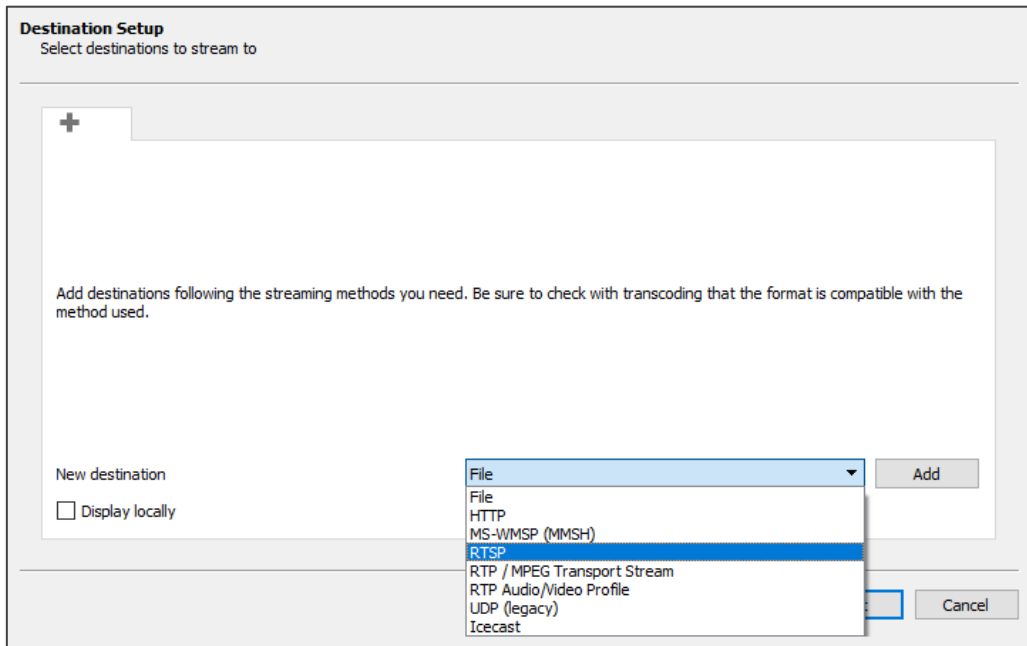 Destination Setup
Select destinations to stream to
Add destinations following the streaming methods you need. Be sure to check with transcoding that the format is compatible with the
method used.
New destination
File
Add
Display locally
File
HTTP
MS-WMSP (MMSH)
RTSP
RTP / MPEG Transport Stream
RTP Audio/Video Profile
UDP (legacy)
Icecast
Cancel